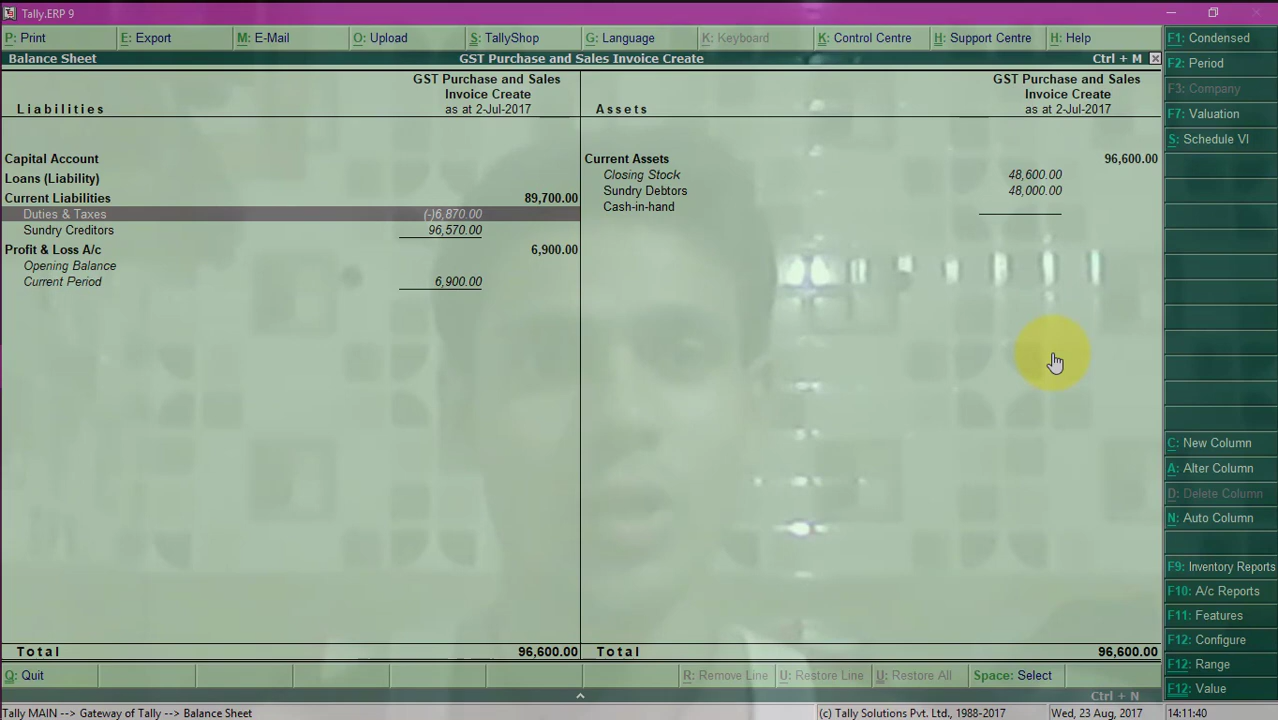 Tally.ERP 9
P: Print E: Export M: E-Mail O: Upload S: TallyShop G: Language K: Keyboard K: Control Centre H: Support Centre H: Help
Balance Sheet GST Purchase and Sales Invoice Create Ctrl + M
Liabilities
GST Purchase and Sales
Invoice Create
as at 2-Jul-2017
Assets
GST Purchase and Sales
Invoice Create
as at 2-Jul-2017
Capital Account
Loans (Liability)
Current Liabilities 89,700.00
Duties & Taxes (-)6,870.00
Sundry Creditors 96,570.00
Profit & Loss A/c 6,900.00
Opening Balance
Current Period 6,900.00
Current Assets 96,600.00
Closing Stock 48,600.00
Sundry Debtors 48,000.00
Cash-in-hand
Total 96,600.00
Total 96,600.00
F1: Condensed
F2: Period
F3: Company
F7: Valuation
S: Schedule VI
C: New Column
A: Alter Column
D: Delete Column
N: Auto Column
F9: Inventory Reports
F10: A/c Reports
F11: Features
F12: Configure
F12: Range
F12: Value
Q: Quit R: Remove Line U: Restore Line U: Restore All Space: Select
Ctrl + N
Tally MAIN --> Gateway of Tally --> Balance Sheet (c) Tally Solutions Pvt. Ltd., 1988-2017 Wed, 23 Aug, 2017 14:11:40